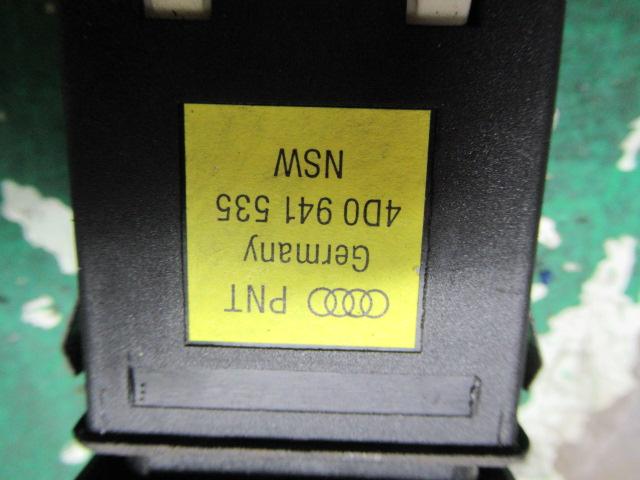 PNT
Germany
4D0 941 535
NSW